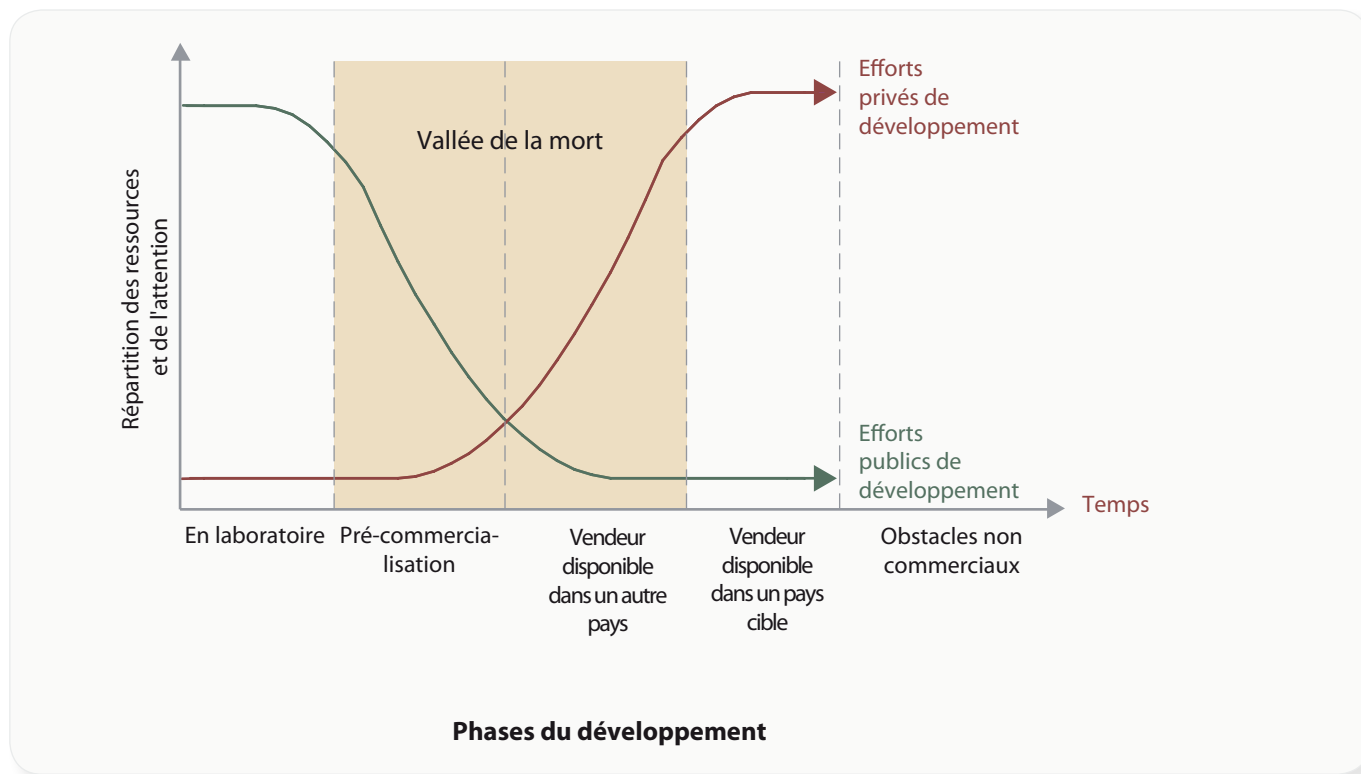 Efforts
privés de
développement
Vallée de la mort
Répartition des ressources
et de l'attention
Efforts
publics de
développement
Temps
En laboratoire
Pré-commercia-
lisation
Vendeur
disponible
dans un autre
pays
Vendeur
disponible
dans un pays
cible
Obstacles non
commerciaux
Phases du développement